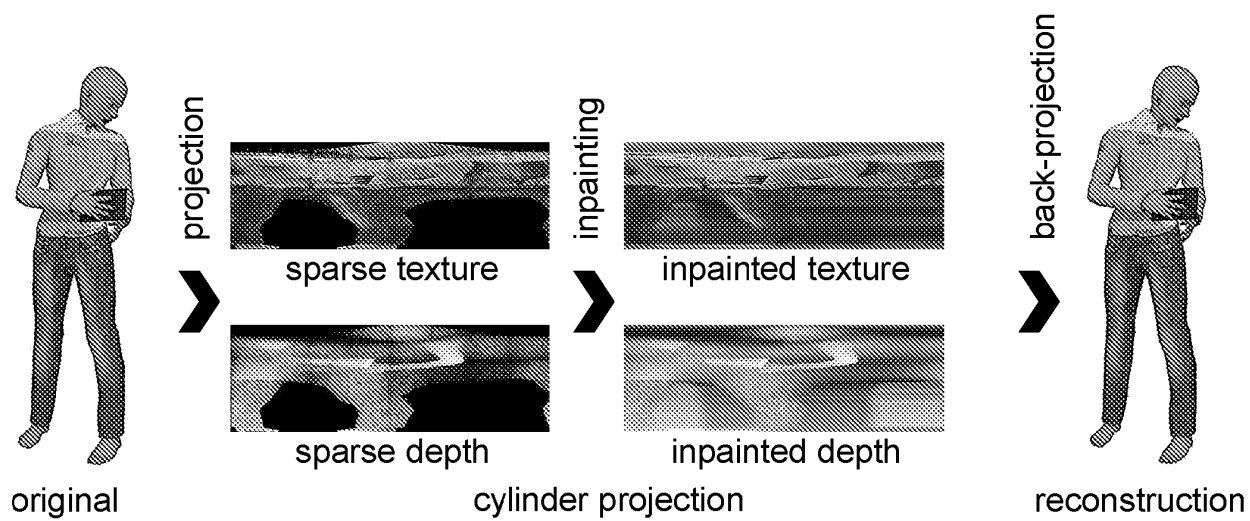 projection
inpainting
back-projection
sparse texture
inpainted texture
sparse depth
inpainted depth
original
cylinder projection
reconstruction